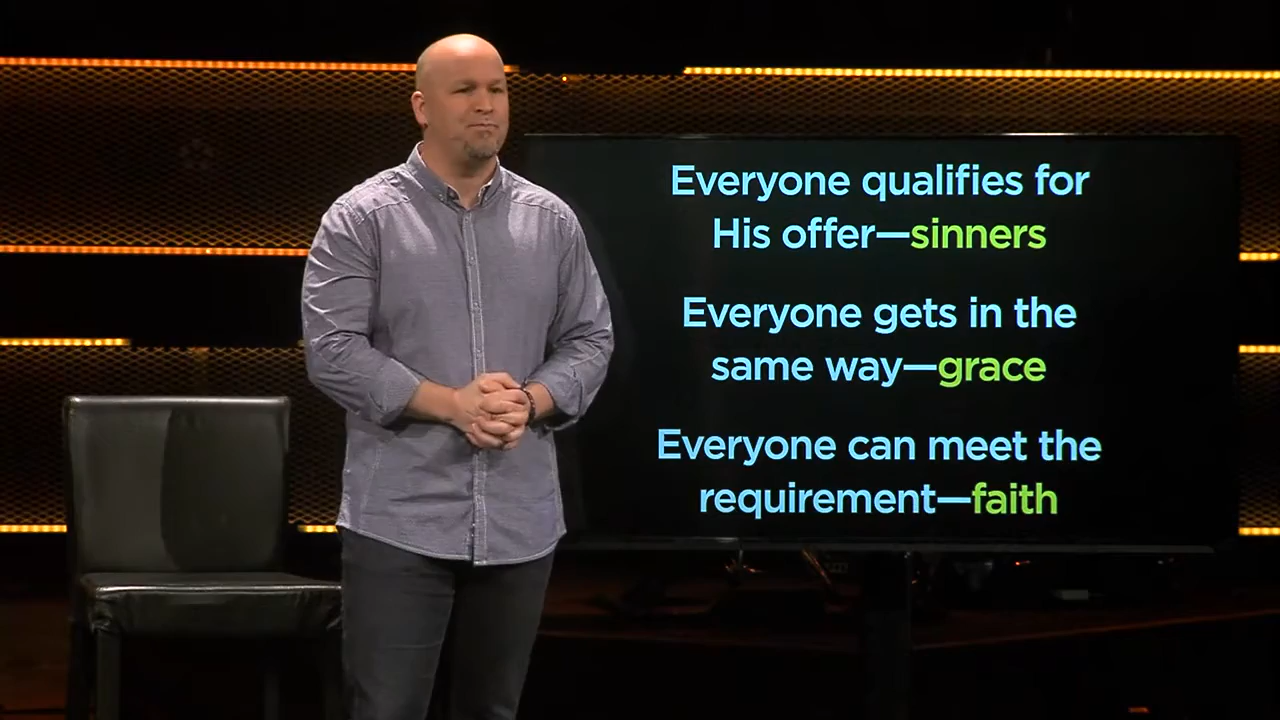 Everyone qualifies for
His offer—sinners
Everyone gets in the
same way—grace
Everyone can meet the
requirement—faith